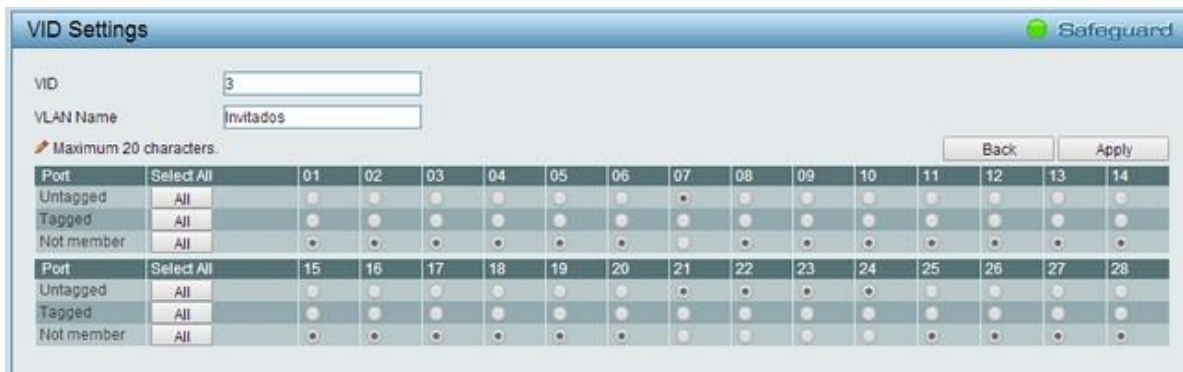 VID Settings Safeguard
VID 3
VLAN Name Invitados
Maximum 20 characters. Back Apply
Port Select All 01 02 03 04 05 06 07 08 09 10 11 12 13 14
Untagged All
Tagged All
Not member All
Port Select All 15 16 17 18 19 20 21 22 23 24 25 26 27 28
Untagged All
Tagged All
Not member All